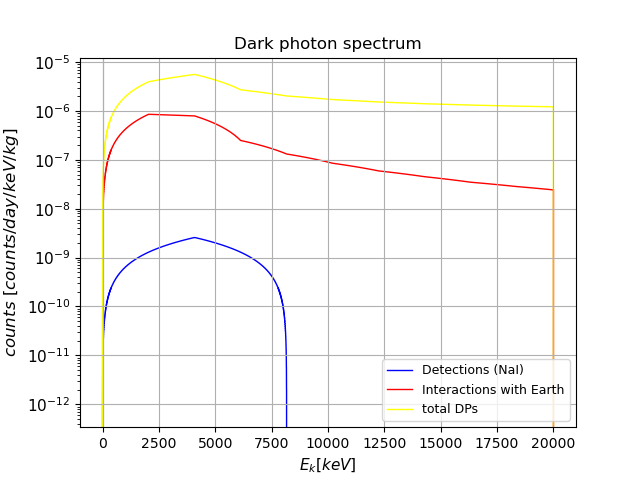 Dark photon spectrum
counts [counts/day/keV/kg]
10⁻⁵
10⁻⁶
10⁻⁷
10⁻⁸
10⁻⁹
10⁻¹⁰
10⁻¹¹
10⁻¹²
Detections (NaI)
Interactions with Earth
total DPs
0 2500 5000 7500 10000 12500 15000 17500 20000
Eₖ[keV]